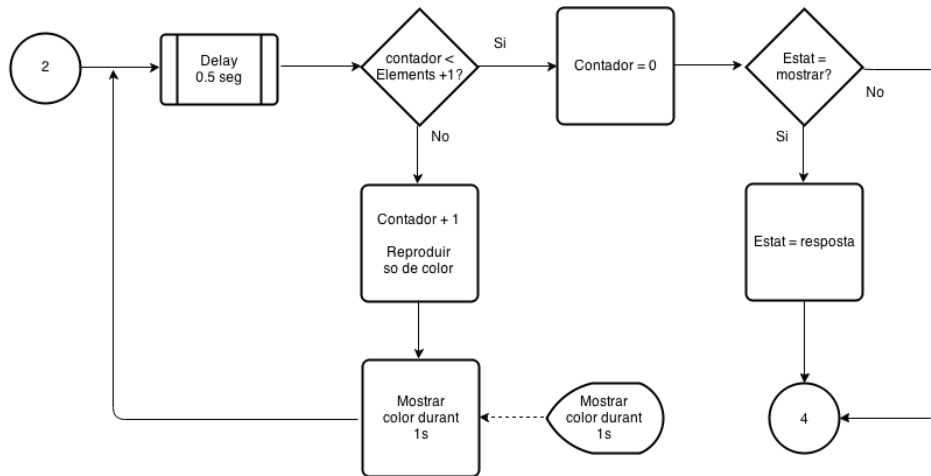 2
Delay
0.5 seg
contador <
Elements +1?
Si
Contador = 0
Estat =
mostrar?
No
No
Si
Contador + 1
Reproduir
so de color
Estat = resposta
Mostrar
color durant
1s
Mostrar
color durant
1s
4